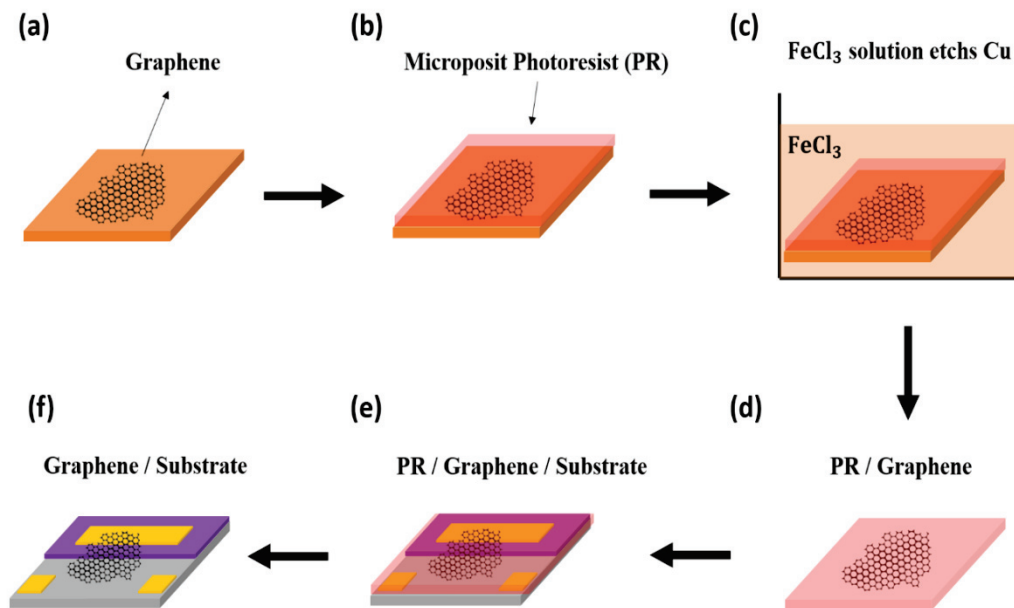 (a)
Graphene
(b)
Microposit Photoresist (PR)
(c)
FeCl₃ solution etchs Cu
FeCl₃
(d)
PR / Graphene
(e)
PR / Graphene / Substrate
(f)
Graphene / Substrate